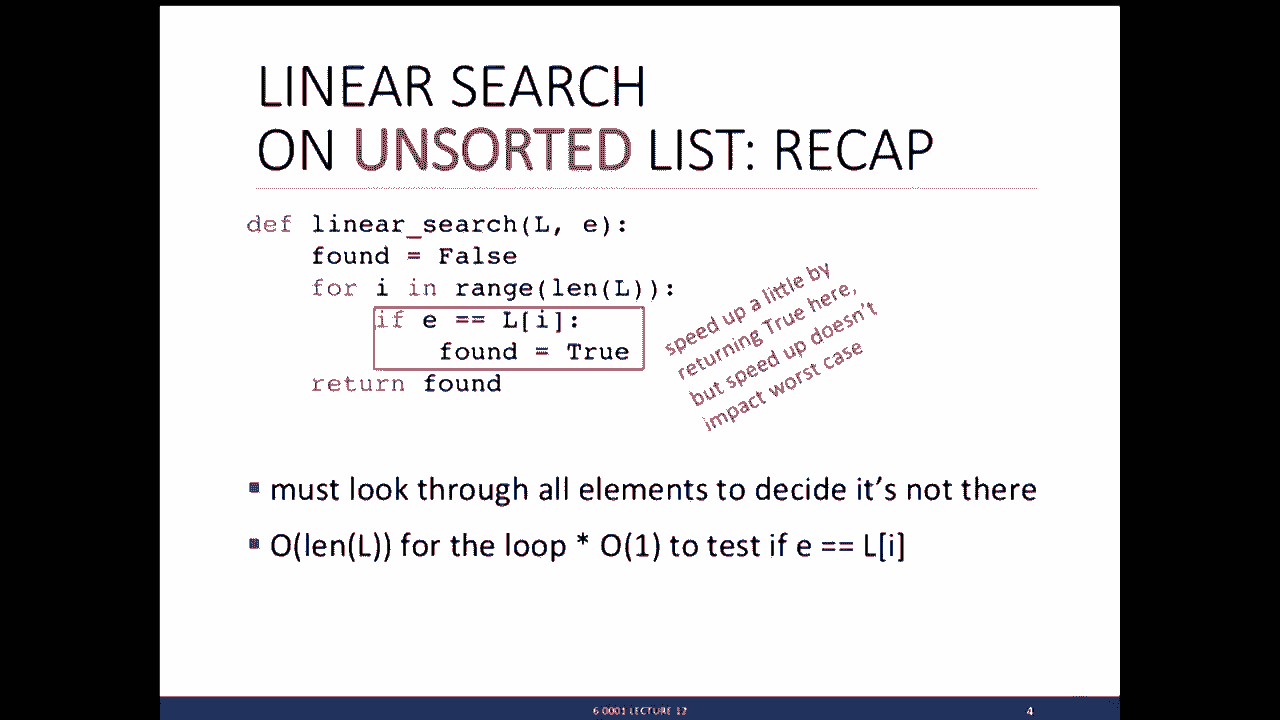 LINEAR SEARCH
ON UNSORTED LIST: RECAP
def linear_search(L, e):
    found = False
    for i in range(len(L)):
        if e == L[i]:
            found = True
    return found
speed up a little by
returning True here,
but speed up doesn't
impact worst case
▪ must look through all elements to decide it's not there
▪ O(len(L)) for the loop * O(1) to test if e == L[i]
6.0001 LECTURE 12
4